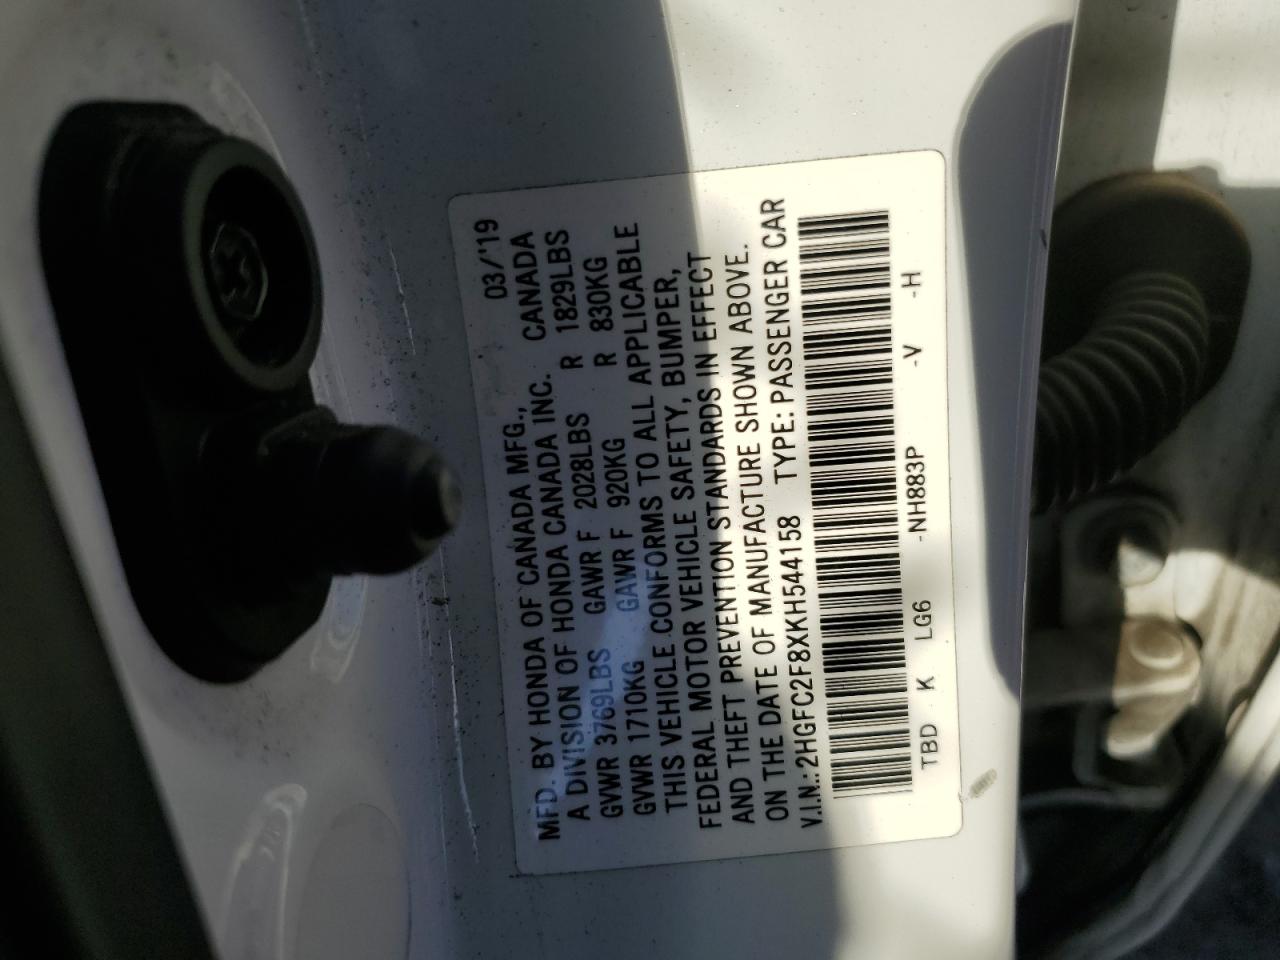 MFD. BY HONDA OF CANADA MFG., 03/'19
A DIVISION OF HONDA CANADA INC. CANADA
GVWR 3769LBS GAWR F 2028LBS R 1829LBS
GVWR 1710KG GAWR F 920KG R 830KG
THIS VEHICLE CONFORMS TO ALL APPLICABLE
FEDERAL MOTOR VEHICLE SAFETY, BUMPER,
AND THEFT PREVENTION STANDARDS IN EFFECT
ON THE DATE OF MANUFACTURE SHOWN ABOVE.
V.I.N.: 2HGFC2F8XKH544158 TYPE: PASSENGER CAR
TBD K LG6 -NH883P -V -H